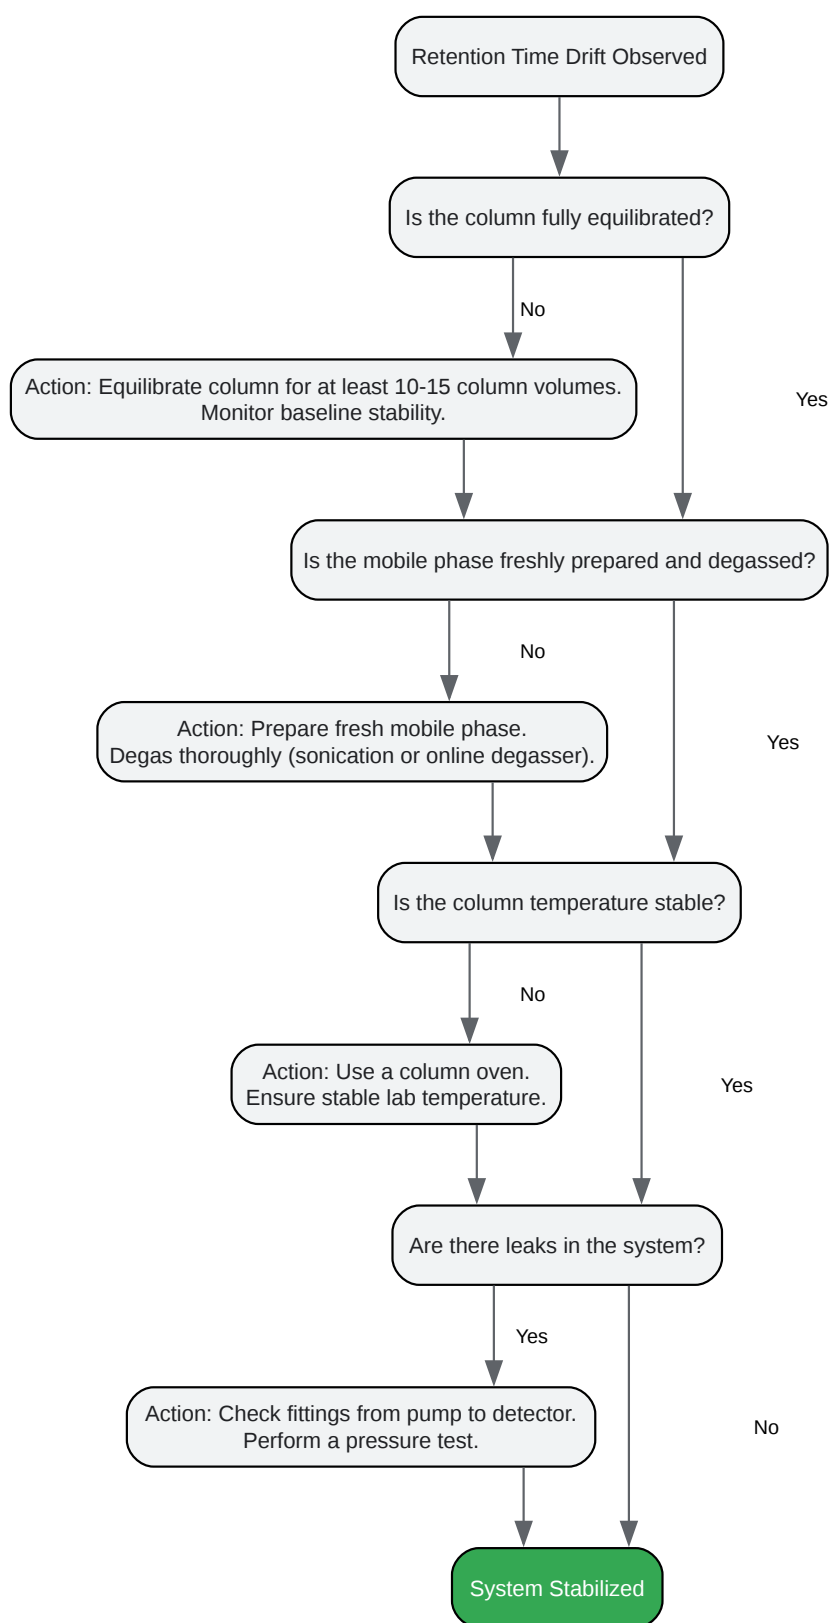 Retention Time Drift Observed
Is the column fully equilibrated?
No
Action: Equilibrate column for at least 10-15 column volumes.
Monitor baseline stability.
Yes
Is the mobile phase freshly prepared and degassed?
No
Action: Prepare fresh mobile phase.
Degas thoroughly (sonication or online degasser).
Yes
Is the column temperature stable?
No
Action: Use a column oven.
Ensure stable lab temperature.
Yes
Are there leaks in the system?
Yes
Action: Check fittings from pump to detector.
Perform a pressure test.
No
System Stabilized